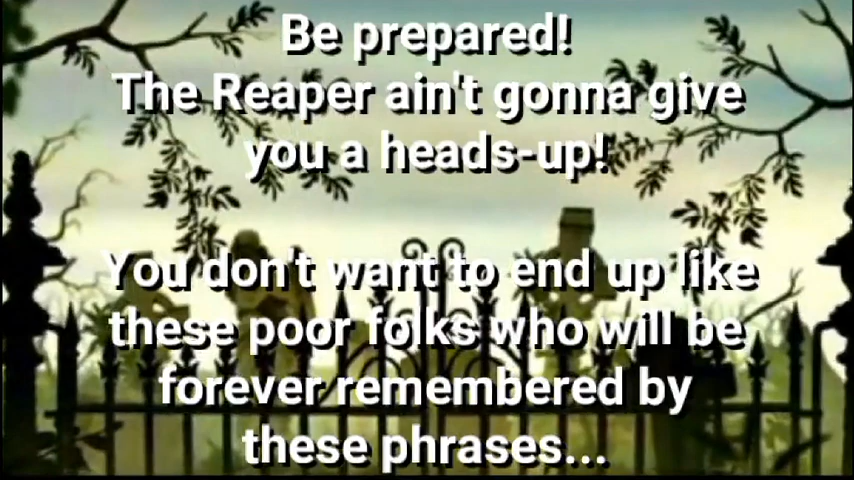 Be prepared!
The Reaper ain't gonna give
you a heads-up!
You don't want to end up like
these poor folks who will be
forever remembered by
these phrases...